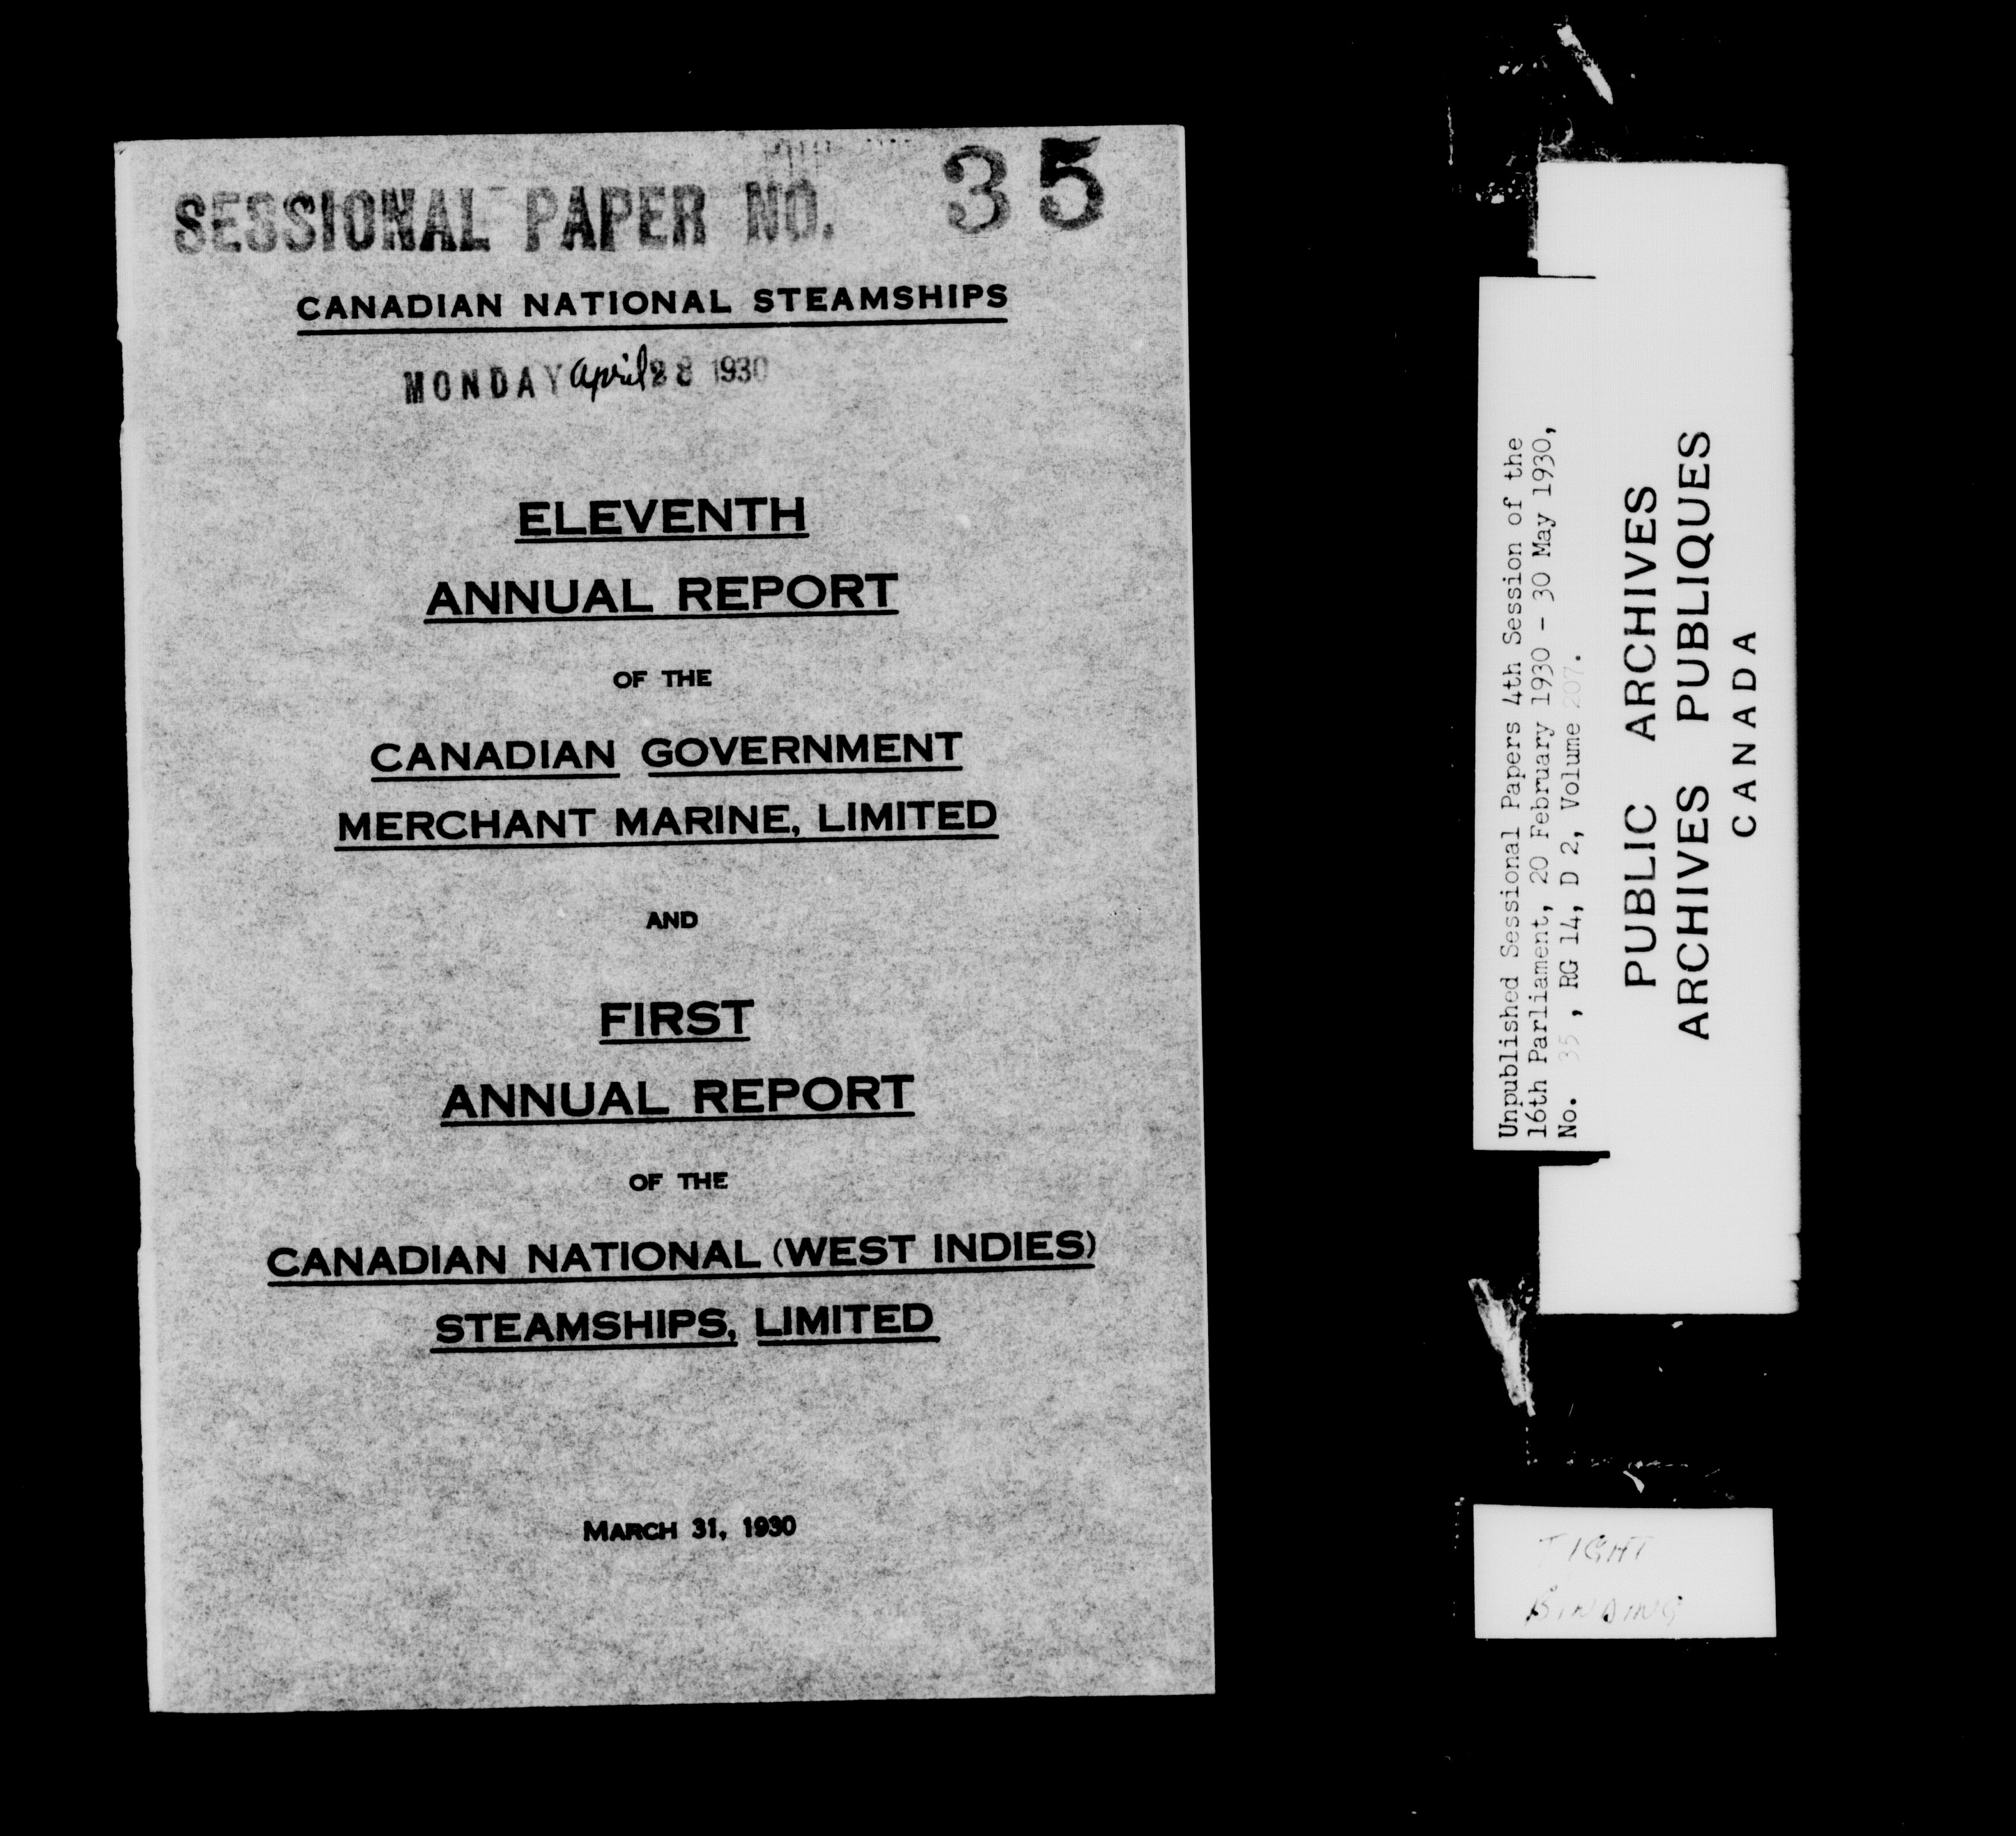 SESSIONAL PAPER NO. 35
CANADIAN NATIONAL STEAMSHIPS
MONDAY april 28 1930
ELEVENTH
ANNUAL REPORT
OF THE
CANADIAN GOVERNMENT
MERCHANT MARINE, LIMITED
AND
FIRST
ANNUAL REPORT
OF THE
CANADIAN NATIONAL (WEST INDIES)
STEAMSHIPS, LIMITED
MARCH 31, 1930
Unpublished Sessional Papers 4th Session of the
16th Parliament, 20 February 1930 - 30 May 1930,
No. 35 , RG 14, D 2, Volume 207.
PUBLIC ARCHIVES
ARCHIVES PUBLIQUES
CANADA
TIGHT
BINDING